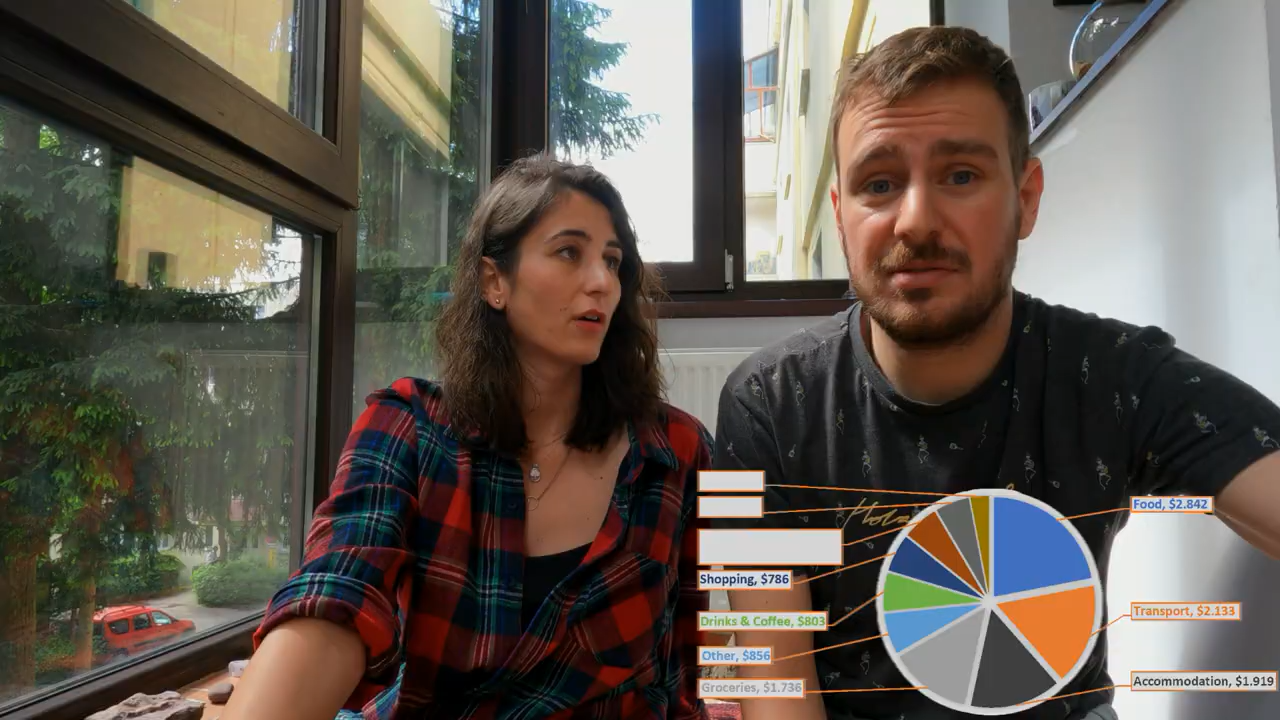 Food, $2.842
Transport, $2.133
Accommodation, $1.919
Groceries, $1.736
Other, $856
Drinks & Coffee, $803
Shopping, $786